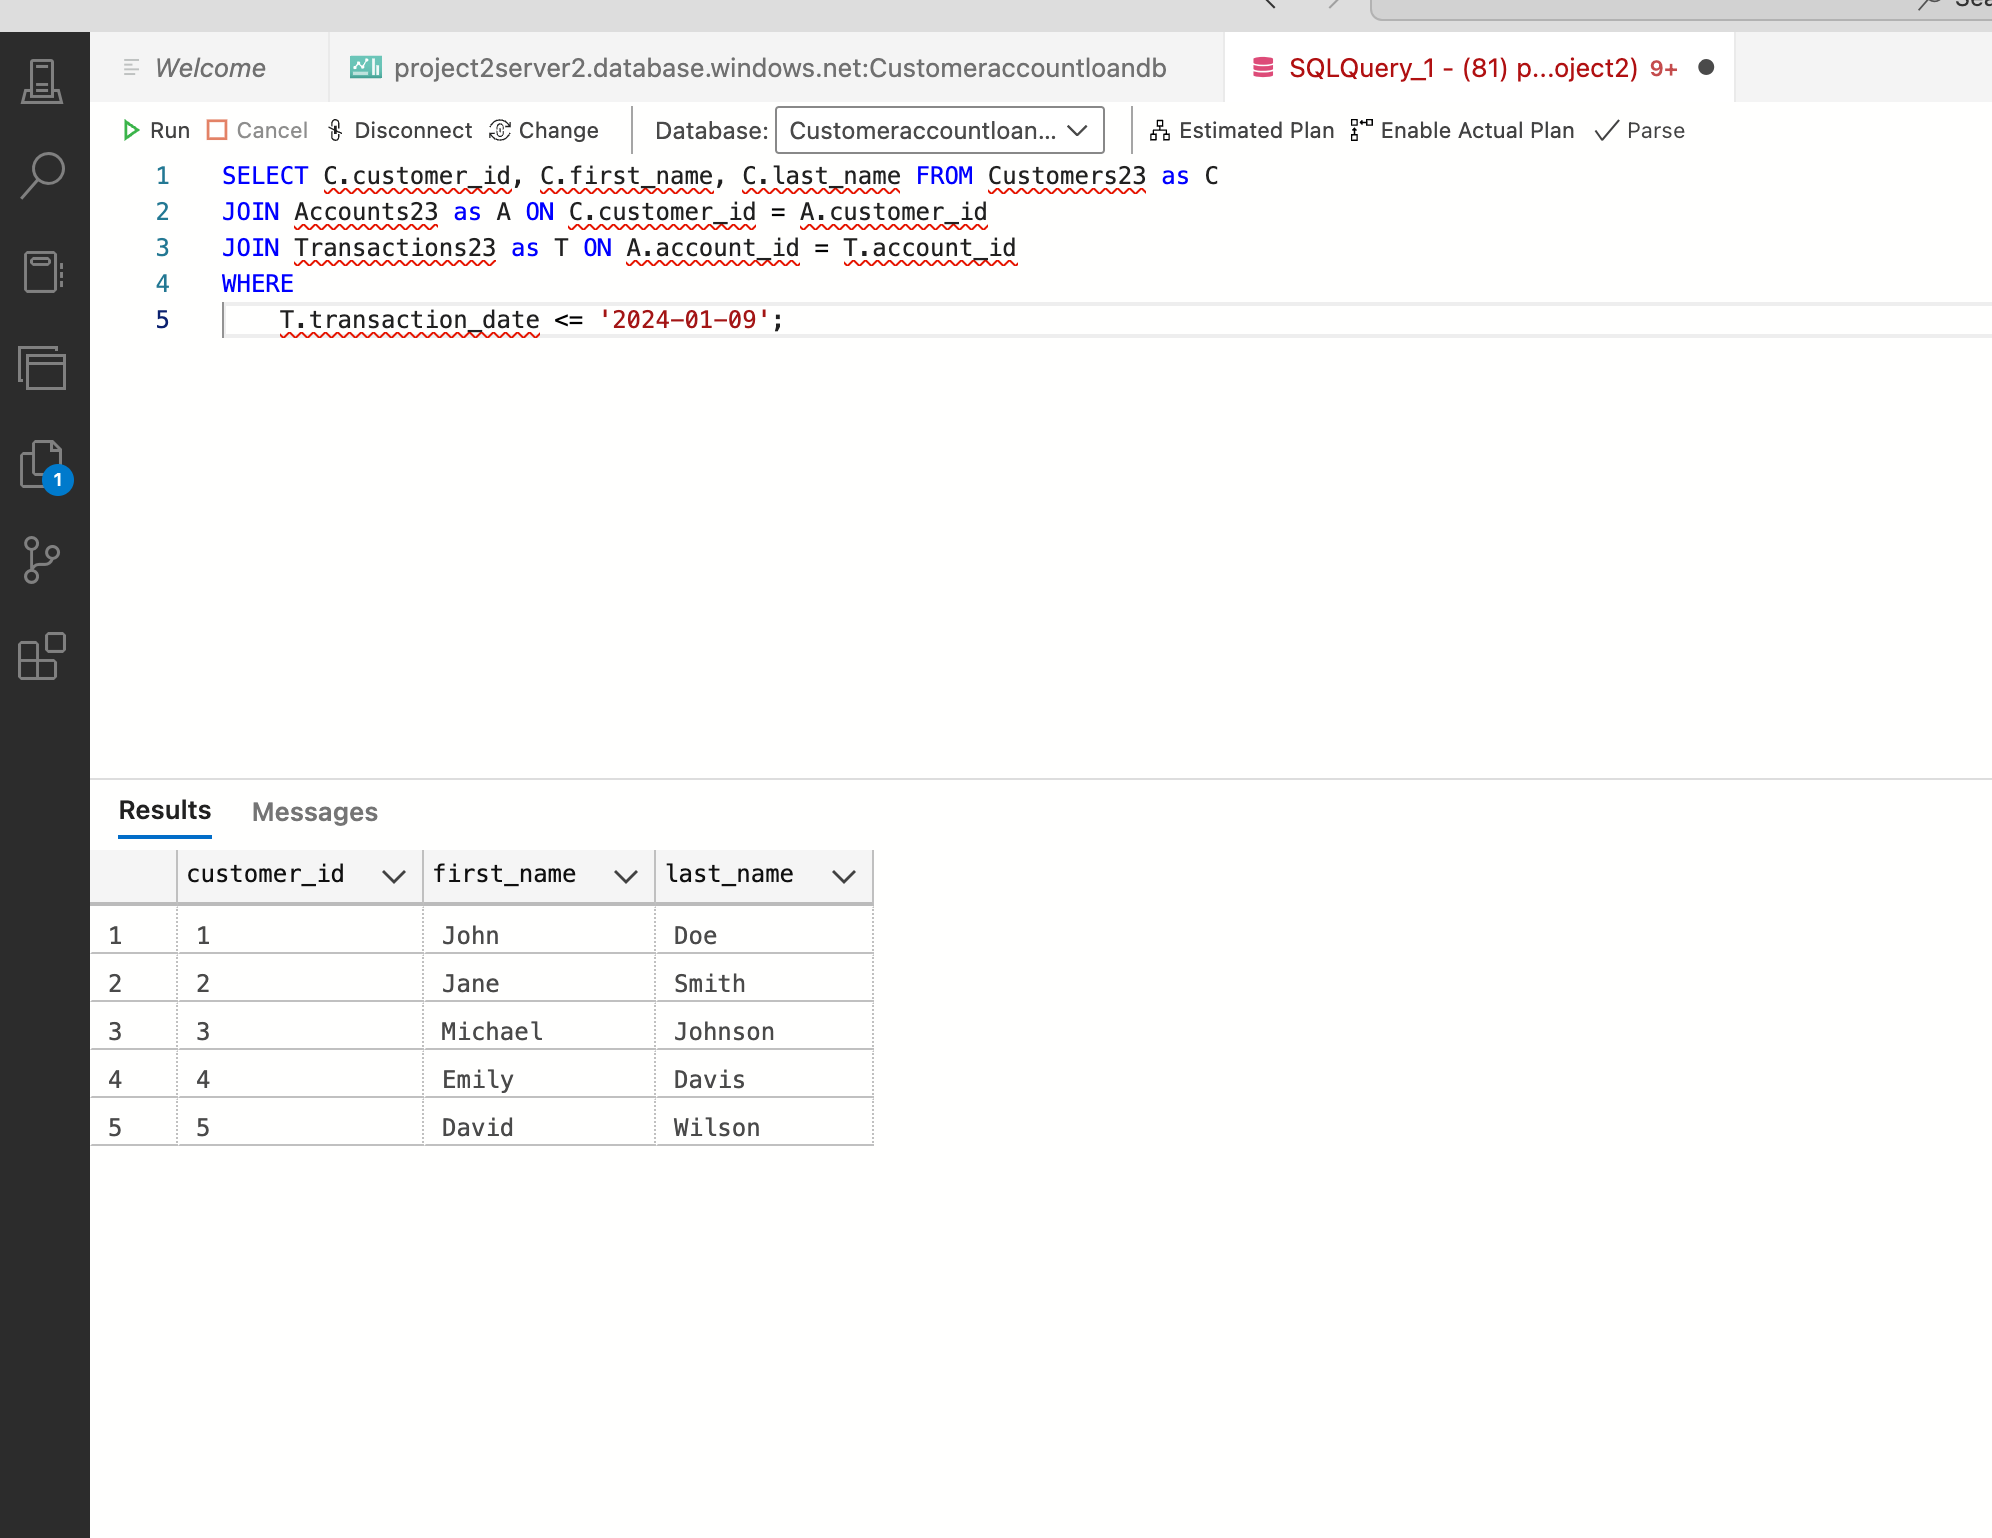 Welcome
project2server2.database.windows.net:Customeraccountloandb
SQLQuery_1 - (81) p...oject2) 9+
Run Cancel Disconnect Change Database: Customeraccountloan... Estimated Plan Enable Actual Plan Parse
1 SELECT C.customer_id, C.first_name, C.last_name FROM Customers23 as C
2 JOIN Accounts23 as A ON C.customer_id = A.customer_id
3 JOIN Transactions23 as T ON A.account_id = T.account_id
4 WHERE
5 T.transaction_date <= '2024-01-09';
1
Results Messages
customer_id first_name last_name
1 1 John Doe
2 2 Jane Smith
3 3 Michael Johnson
4 4 Emily Davis
5 5 David Wilson